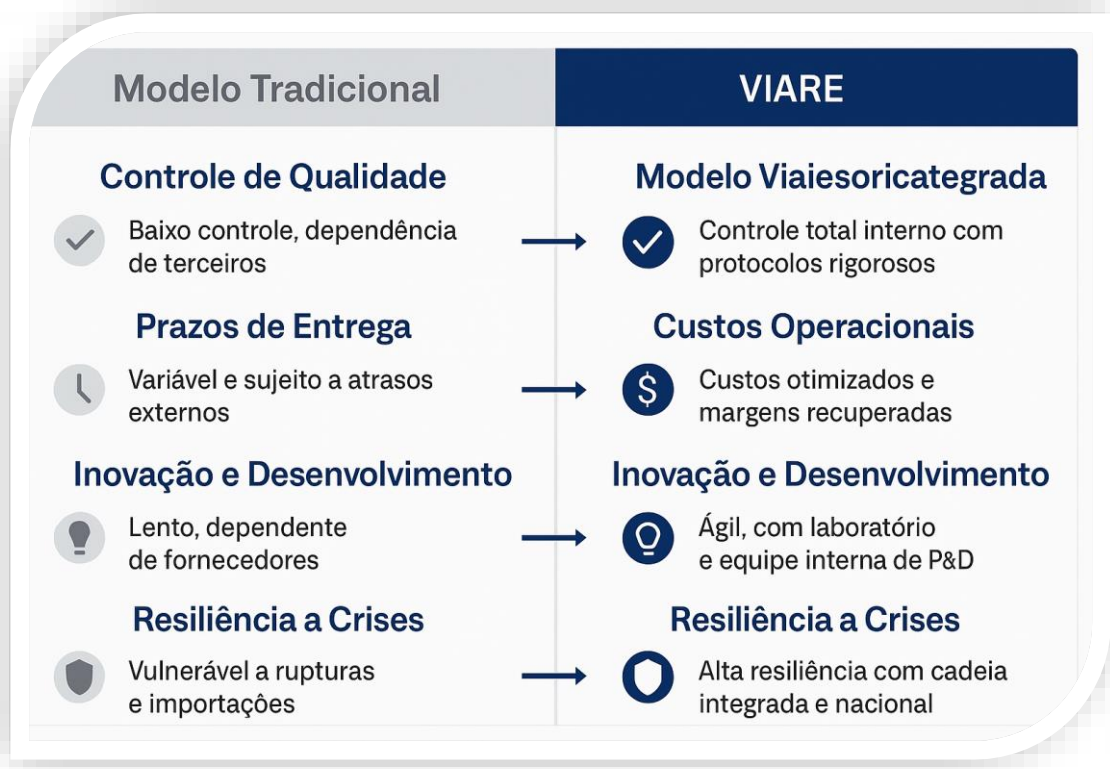 Modelo Tradicional
VIARE
Controle de Qualidade
Modelo Viaiesoricategrada
Baixo controle, dependência
de terceiros
Controle total interno com
protocolos rigorosos
Prazos de Entrega
Custos Operacionais
Variável e sujeito a atrasos
externos
Custos otimizados e
margens recuperadas
Inovação e Desenvolvimento
Inovação e Desenvolvimento
Lento, dependente
de fornecedores
Ágil, com laboratório
e equipe interna de P&D
Resiliência a Crises
Resiliência a Crises
Vulnerável a rupturas
e importaçôes
Alta resiliência com cadeia
integrada e nacional